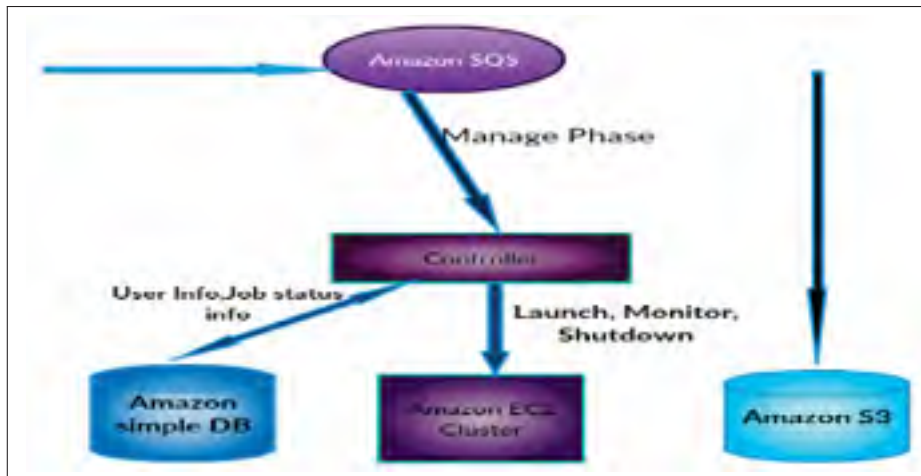 Amazon SQS
Manage Phase
Controller
User Info,Job status
info
Launch, Monitor,
Shutdown
Amazon
simple DB
Amazon EC2
Cluster
Amazon S3